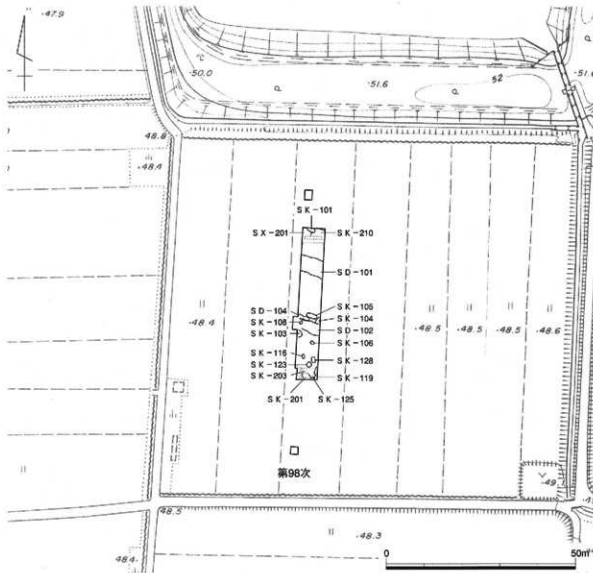 -47.9
-50.0
-51.6
52
-51.6
48.8
-48.4
SK-101
SX-201
SK-210
SD-101
SD-104
SK-105
SK-108
SK-104
SK-103
SD-102
SK-106
SK-116
SK-128
SK-123
SK-203
SK-119
SK-201
SK-125
-48.4
-48.5
-48.5
-48.5
-48.6
第98次
-49
48.5
-48.3
48.4
0
50m